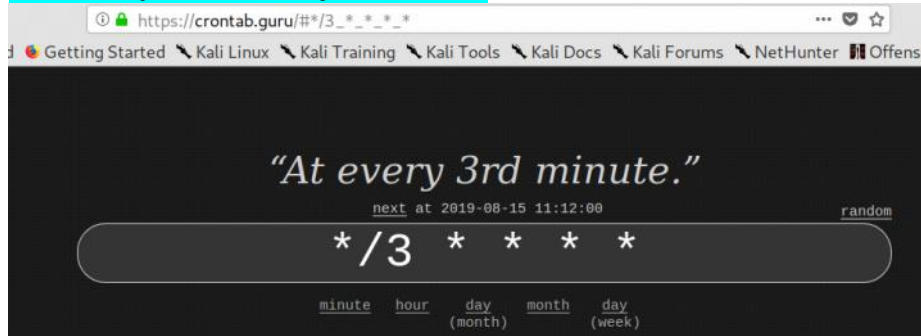 https://crontab.guru/#*/3_*_*_*_*
Getting Started Kali Linux Kali Training Kali Tools Kali Docs Kali Forums NetHunter Offens
“At every 3rd minute.”
next at 2019-08-15 11:12:00
random
*/3 * * * *
minute hour day month day
(month) (week)